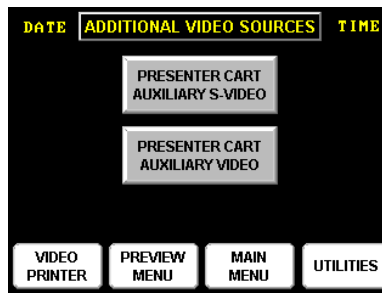 DATE ADDITIONAL VIDEO SOURCES TIME
PRESENTER CART
AUXILIARY S-VIDEO
PRESENTER CART
AUXILIARY VIDEO
VIDEO PRINTER
PREVIEW MENU
MAIN MENU
UTILITIES